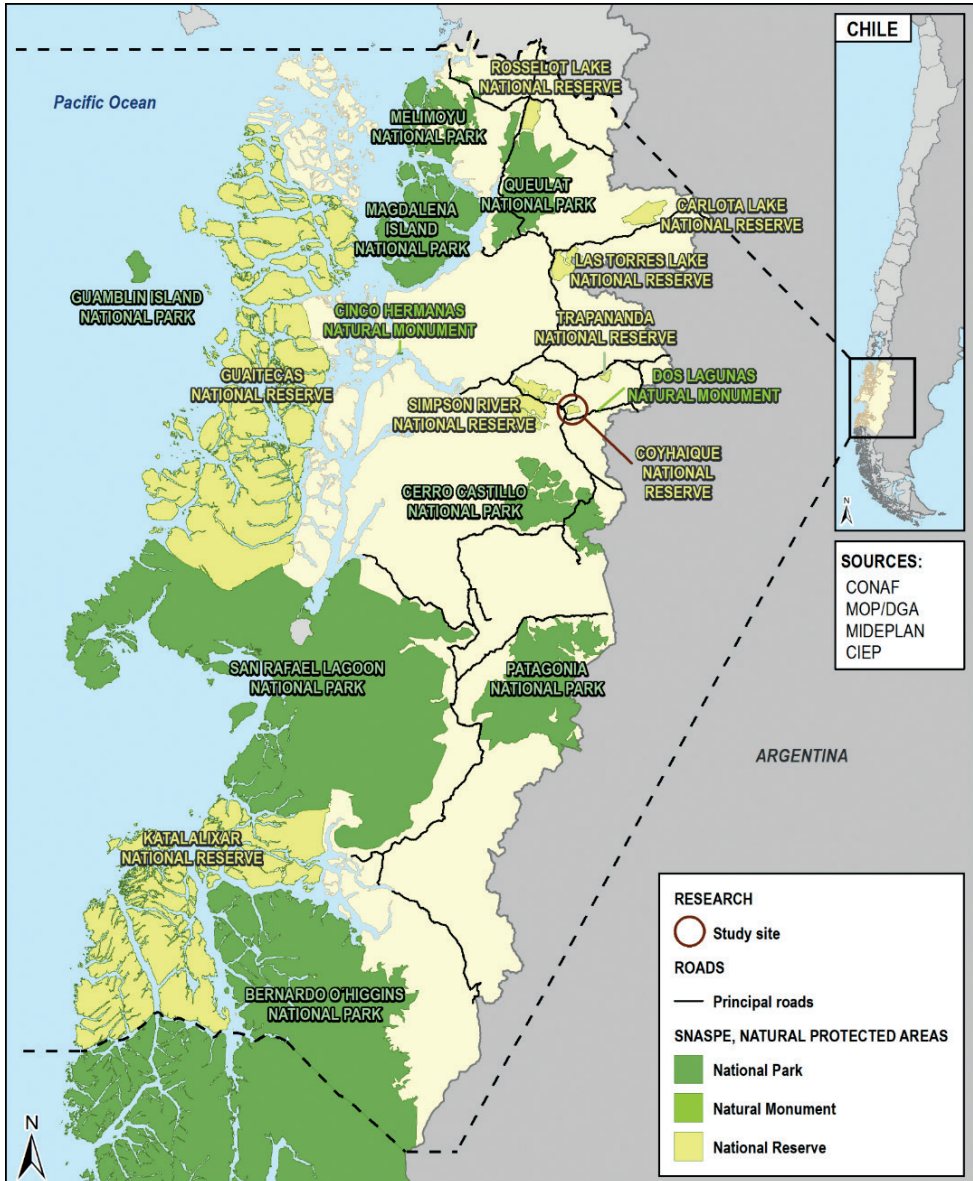 CHILE
Pacific Ocean
ROSSELOT LAKE
NATIONAL RESERVE
MELIMOYU
NATIONAL PARK
QUEULAT
NATIONAL PARK
MAGDALENA
ISLAND
NATIONAL PARK
CARLOTA LAKE
NATIONAL RESERVE
LAS TORRES LAKE
NATIONAL RESERVE
GUAMBLIN ISLAND
NATIONAL PARK
CINCO HERMANAS
NATURAL MONUMENT
TRAPANANDA
NATIONAL RESERVE
GUAITECAS
NATIONAL RESERVE
DOS LAGUNAS
NATURAL MONUMENT
SIMPSON RIVER
NATIONAL RESERVE
COYHAIQUE
NATIONAL
RESERVE
CERRO CASTILLO
NATIONAL PARK
N
SOURCES:
CONAF
MOP/DGA
MIDEPLAN
CIEP
SAN RAFAEL LAGOON
NATIONAL PARK
PATAGONIA
NATIONAL PARK
ARGENTINA
KATALALIXAR
NATIONAL RESERVE
BERNARDO O´HIGGINS
NATIONAL PARK
RESEARCH
Study site
ROADS
Principal roads
SNASPE, NATURAL PROTECTED AREAS
National Park
Natural Monument
National Reserve
N